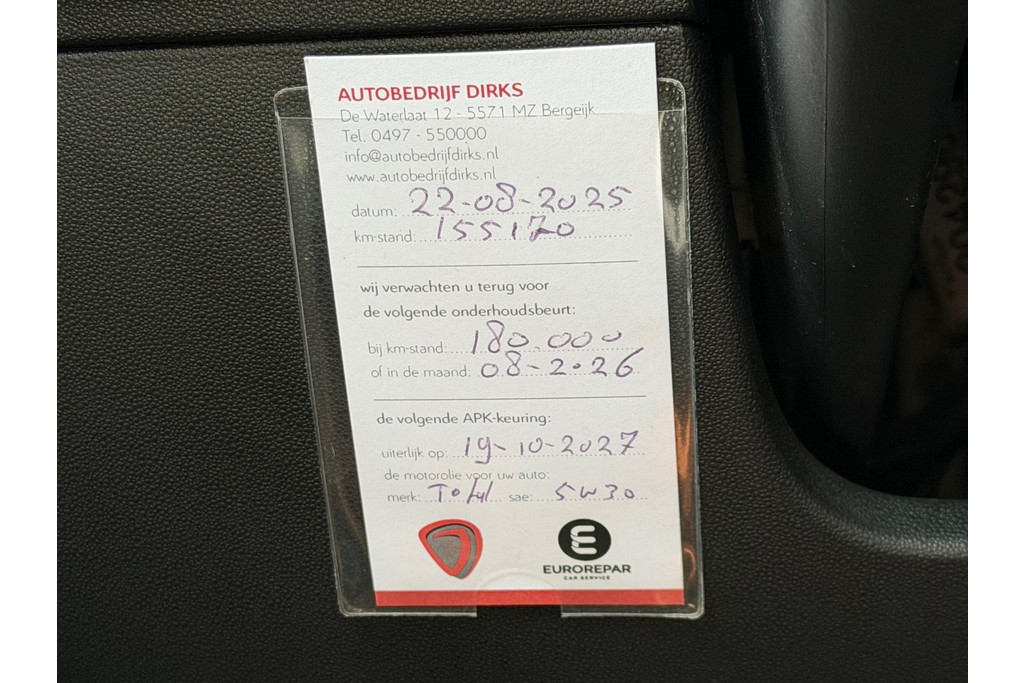 AUTOBEDRIJF DIRKS
De Waterlaat 12 - 5571 MZ Bergeijk
Tel. 0497 - 550000
info@autobedrijfdirks.nl
www.autobedrijfdirks.nl
datum: 22-08-2025
km-stand: 155170
wij verwachten u terug voor
de volgende onderhoudsbeurt:
bij km-stand: 180.000
of in de maand: 08-2026
de volgende APK-keuring:
uiterlijk op: 19-10-2027
de motorolie voor uw auto:
merk: Total sae: 5W30
EUROREPAR
CAR SERVICE